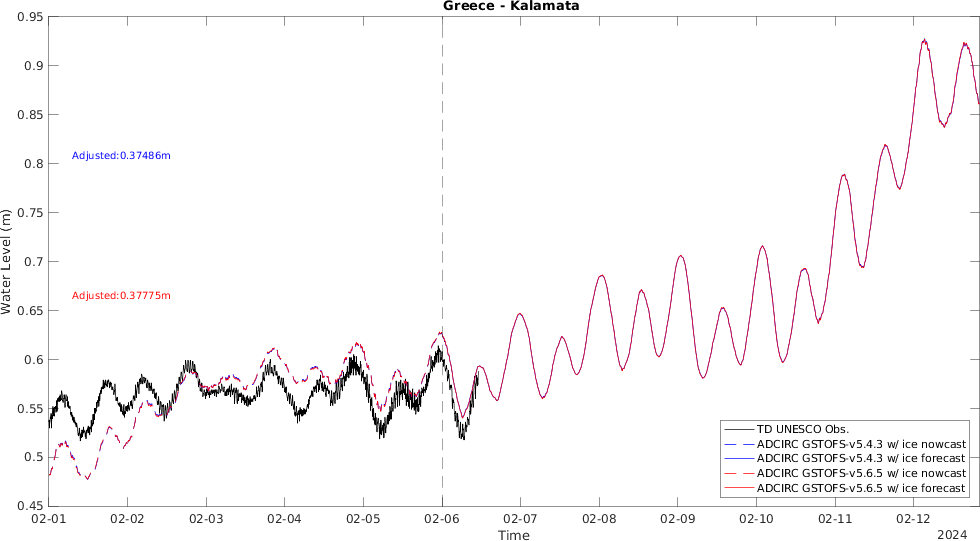 Greece - Kalamata
0.95
0.9
0.85
0.8
0.75
0.7
0.65
0.6
0.55
0.5
0.45
Water Level (m)
Adjusted:0.37486m
Adjusted:0.37775m
TD UNESCO Obs.
ADCIRC GSTOFS-v5.4.3 w/ ice nowcast
ADCIRC GSTOFS-v5.4.3 w/ ice forecast
ADCIRC GSTOFS-v5.6.5 w/ ice nowcast
ADCIRC GSTOFS-v5.6.5 w/ ice forecast
02-01 02-02 02-03 02-04 02-05 02-06 02-07 02-08 02-09 02-10 02-11 02-12
Time
2024